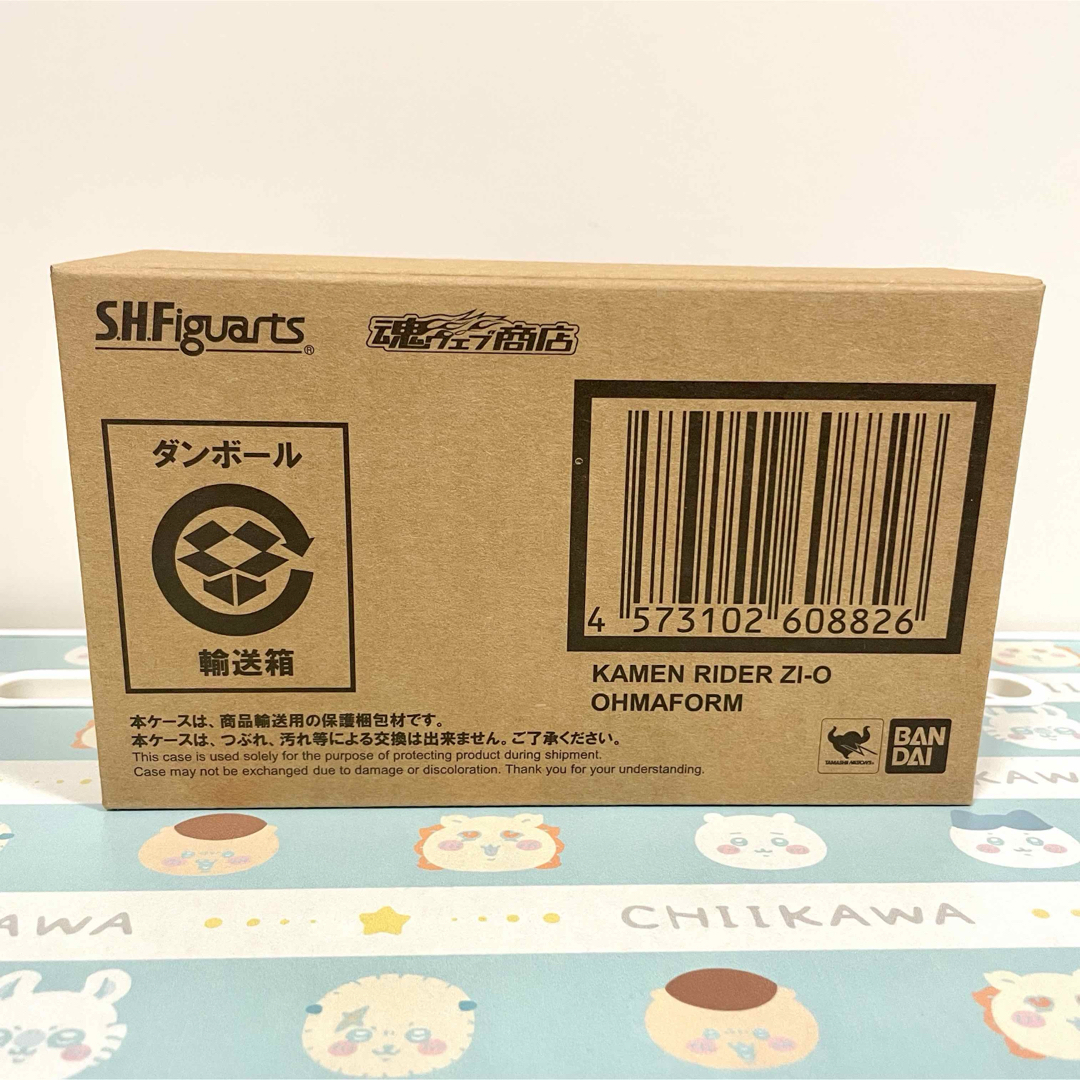 S.H.Figuarts®
魂ウェブ商店
ダンボール
輸送箱
4 573102 608826
KAMEN RIDER ZI-O
OHMAFORM
本ケースは、商品輸送用の保護梱包材です。
本ケースは、つぶれ、汚れ等による交換は出来ません。ご了承ください。
This case is used solely for the purpose of protecting product during shipment.
Case may not be exchanged due to damage or discoloration. Thank you for your understanding.
TAMASHII NATIONS
BAN
DAI
KAWA
IIKAWA
CHIIKAWA